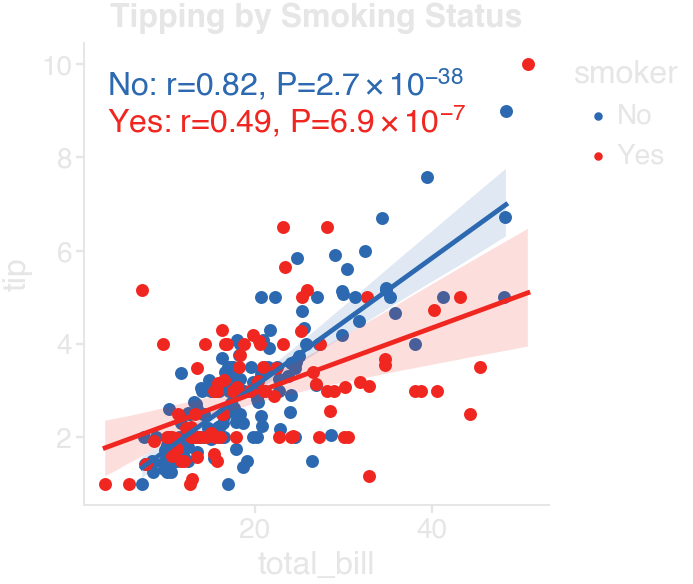 Tipping by Smoking Status
No: r=0.82, P=2.7×10⁻³⁸
Yes: r=0.49, P=6.9×10⁻⁷
smoker
No
Yes
10
8
6
4
2
tip
20 40
total_bill